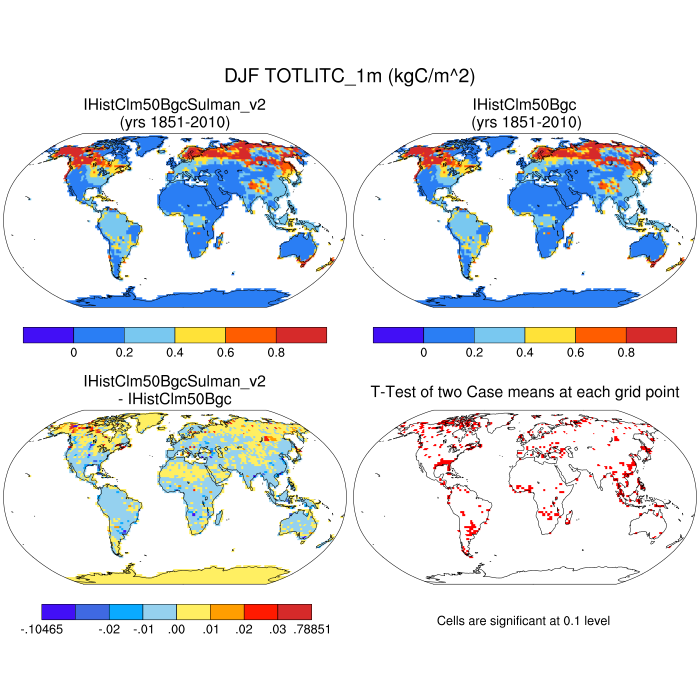 DJF TOTLITC_1m (kgC/m^2)
IHistClm50BgcSulman_v2
(yrs 1851-2010)
IHistClm50Bgc
(yrs 1851-2010)
0 0.2 0.4 0.6 0.8
0 0.2 0.4 0.6 0.8
IHistClm50BgcSulman_v2
- IHistClm50Bgc
T-Test of two Case means at each grid point
-.10465 -.02 -.01 .00 .01 .02 .03 .78851
Cells are significant at 0.1 level